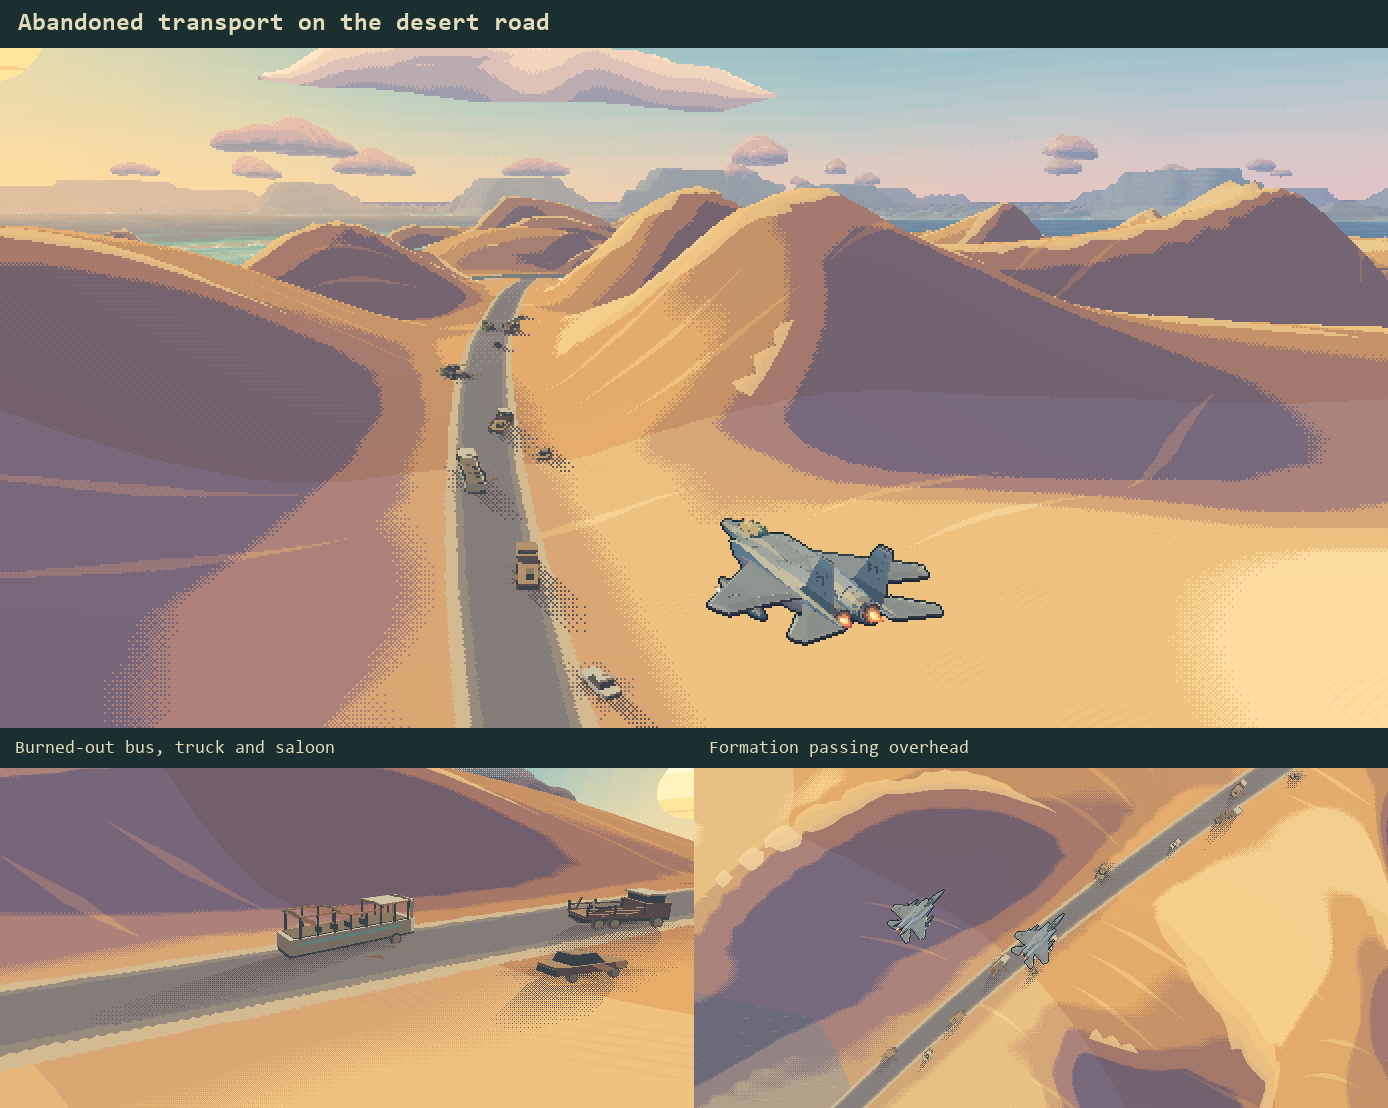 Abandoned transport on the desert road
Burned-out bus, truck and saloon
Formation passing overhead